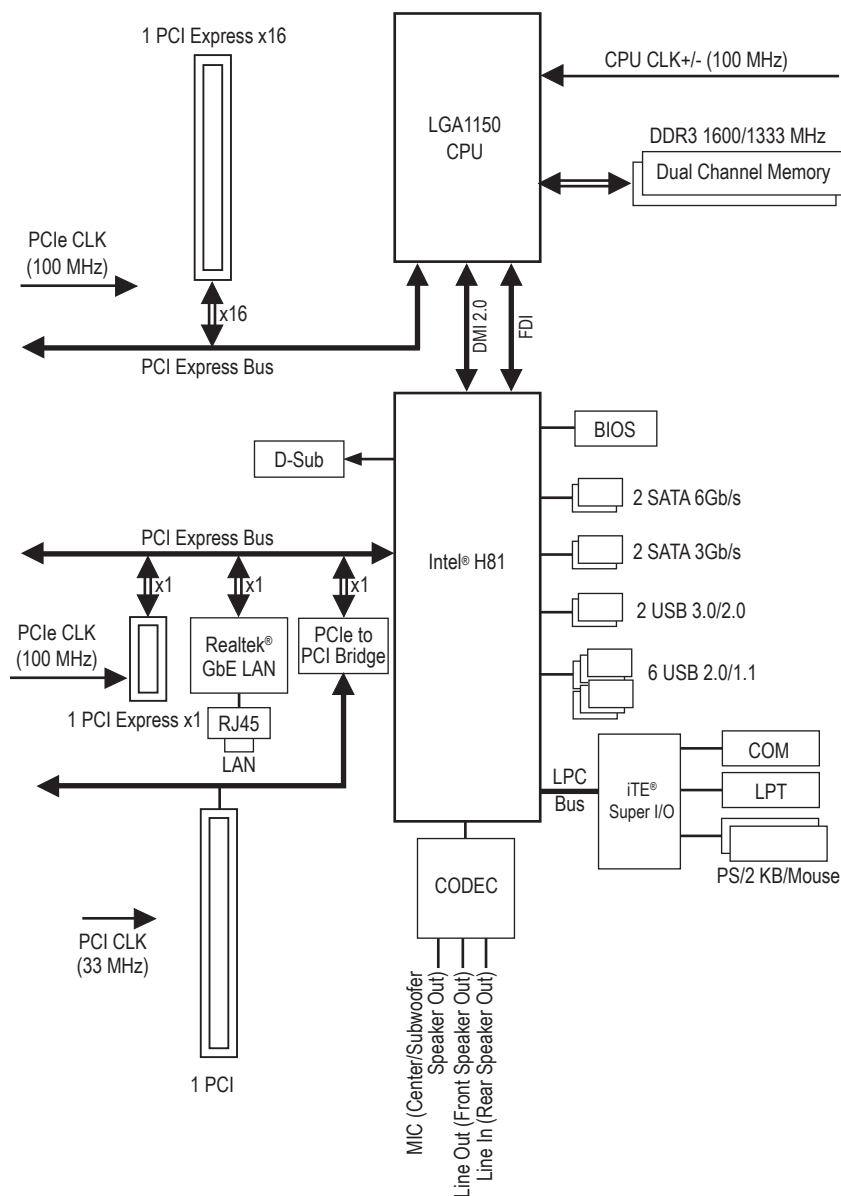 1 PCI Express x16
CPU CLK+/- (100 MHz)
LGA1150
CPU
DDR3 1600/1333 MHz
Dual Channel Memory
PCIe CLK
(100 MHz)
x16
PCI Express Bus
DMI 2.0
FDI
BIOS
D-Sub
2 SATA 6Gb/s
PCI Express Bus
Intel® H81
2 SATA 3Gb/s
x1
x1
x1
2 USB 3.0/2.0
PCIe CLK
(100 MHz)
Realtek®
GbE LAN
PCIe to
PCI Bridge
6 USB 2.0/1.1
1 PCI Express x1
RJ45
LAN
LPC
Bus
iTE®
Super I/O
COM
LPT
PS/2 KB/Mouse
CODEC
PCI CLK
(33 MHz)
1 PCI
MIC (Center/Subwoofer
Speaker Out)
Line Out (Front Speaker Out)
Line In (Rear Speaker Out)